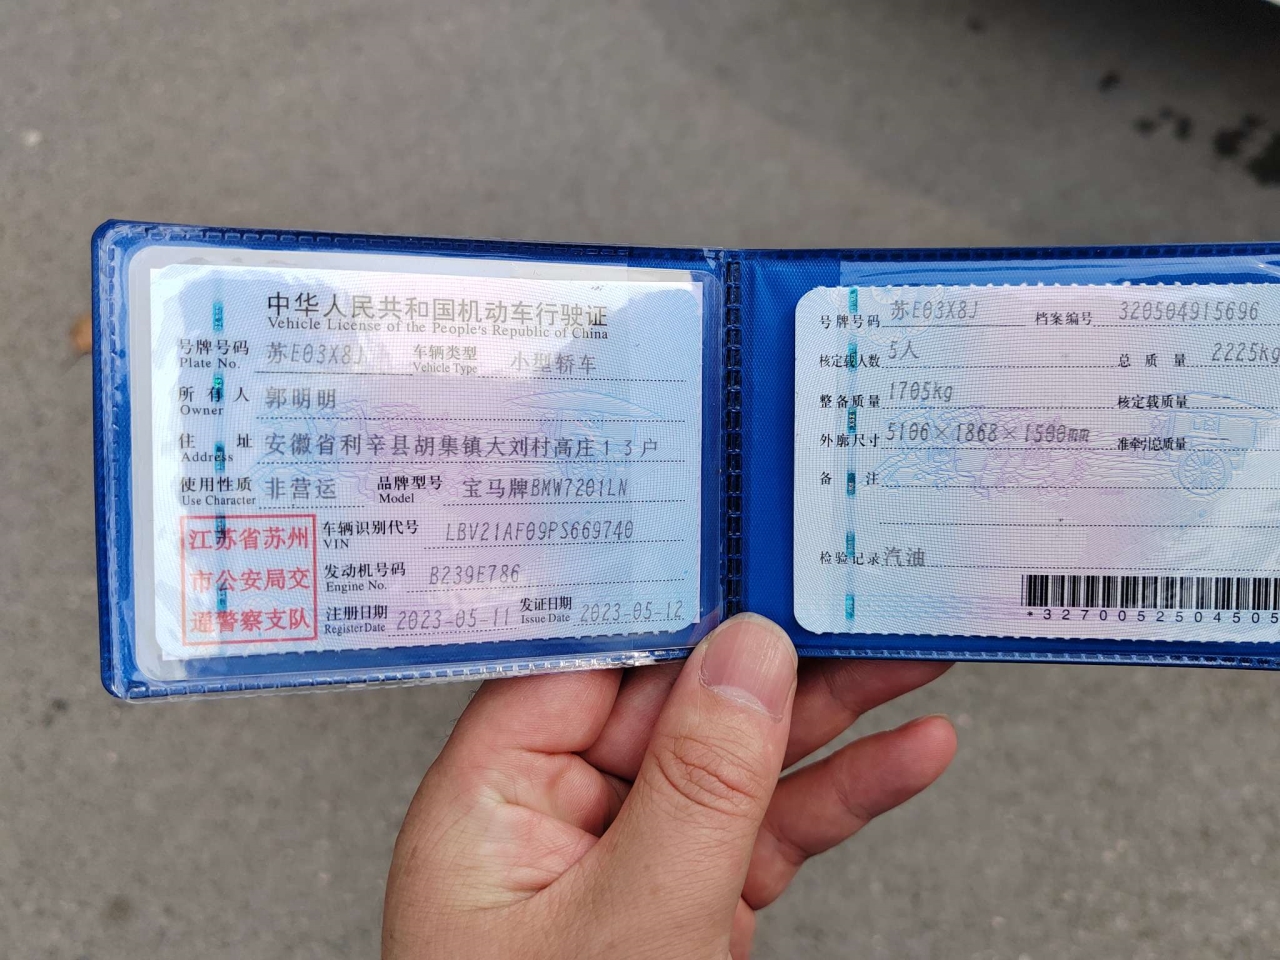 中华人民共和国机动车行驶证
Vehicle License of the People's Republic of China
号牌号码 Plate No. 苏E03X8J 车辆类型 Vehicle Type 小型轿车
所有人 Owner 郭明明
住址 Address 安徽省利辛县胡集镇大刘村高庄13户
使用性质 Use Character 非营运 品牌型号 Model 宝马牌BMW7201LN
江苏省苏州
市公安局交
通警察支队
车辆识别代号 VIN LBV21AF09PS669740
发动机号码 Engine No. B239E786
注册日期 Register Date 2023-05-11 发证日期 Issue Date 2023-05-12
号牌号码 苏E03X8J 档案编号 320504915696
核定载人数 5人 总质量 2225kg
整备质量 1705kg 核定载质量
外廓尺寸 5106×1868×1500mm 准牵引总质量 —
备注
检验记录 汽油
*3270052504505